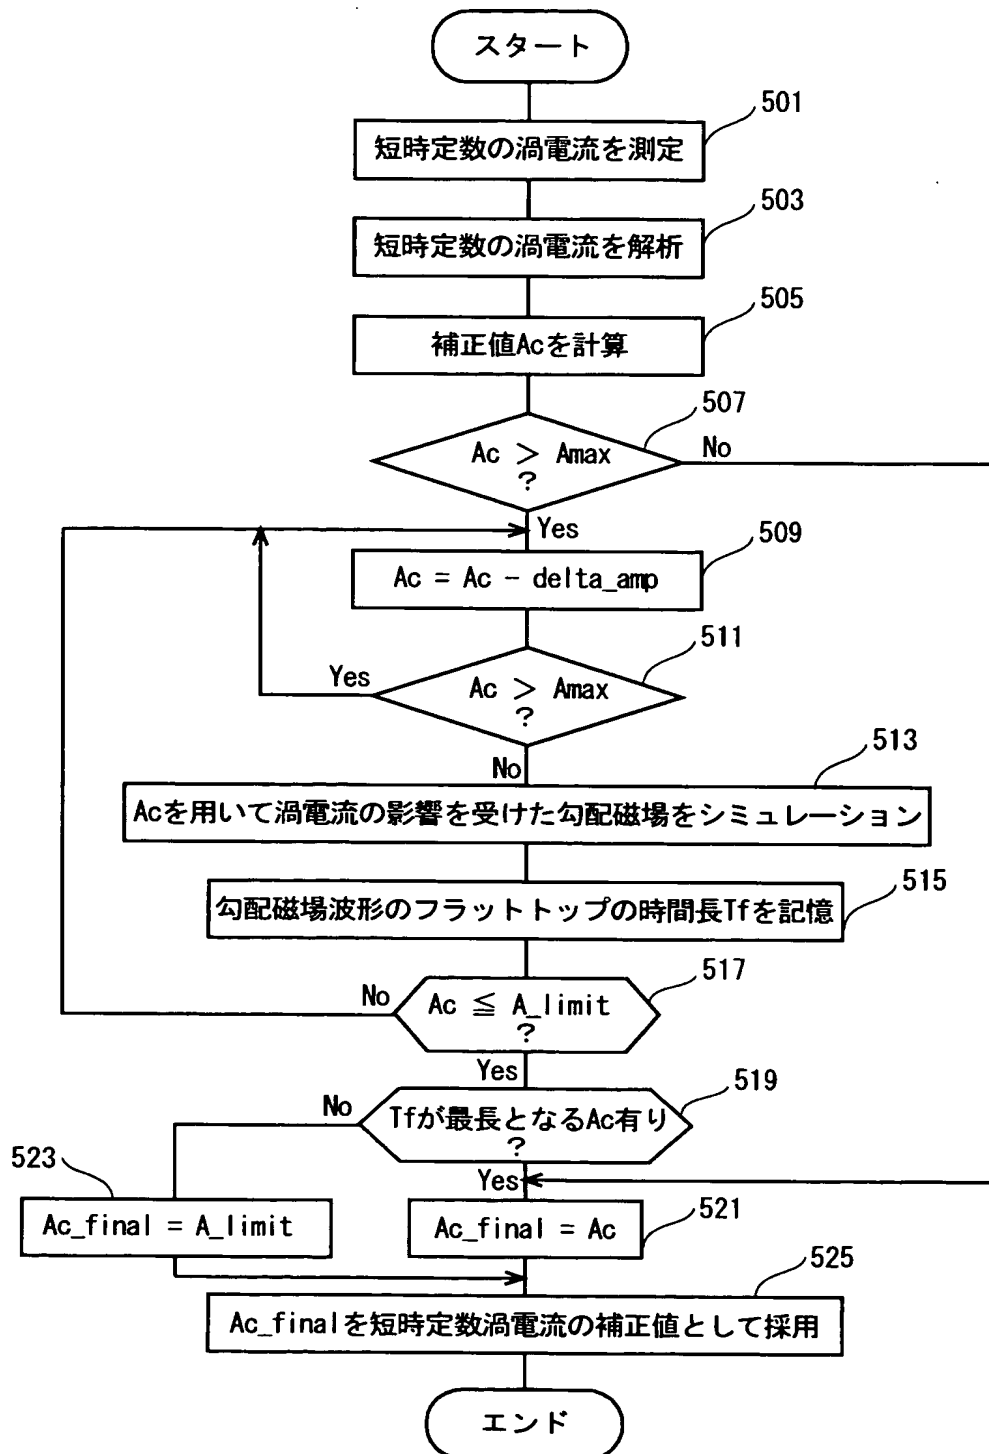 スタート
501
短時定数の渦電流を測定
503
短時定数の渦電流を解析
505
補正値Acを計算
507
Ac > Amax
?
No
Yes
509
Ac = Ac - delta_amp
511
Yes
Ac > Amax
?
No
513
Acを用いて渦電流の影響を受けた勾配磁場をシミュレーション
515
勾配磁場波形のフラットトップの時間長Tfを記憶
517
No
Ac ≦ A_limit
?
Yes
519
No
Tfが最長となるAc有り
?
Yes
523
Ac_final = A_limit
521
Ac_final = Ac
525
Ac_finalを短時定数渦電流の補正値として採用
エンド